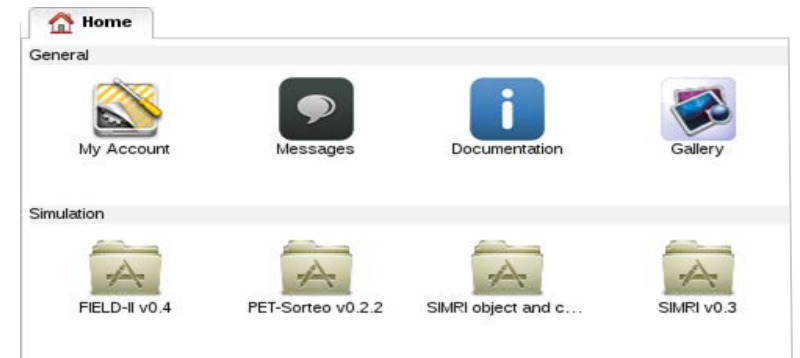 Home
General
My Account Messages Documentation Gallery
Simulation
FIELD-II v0.4 PET-Sorteo v0.2.2 SIMRI object and c... SIMRI v0.3